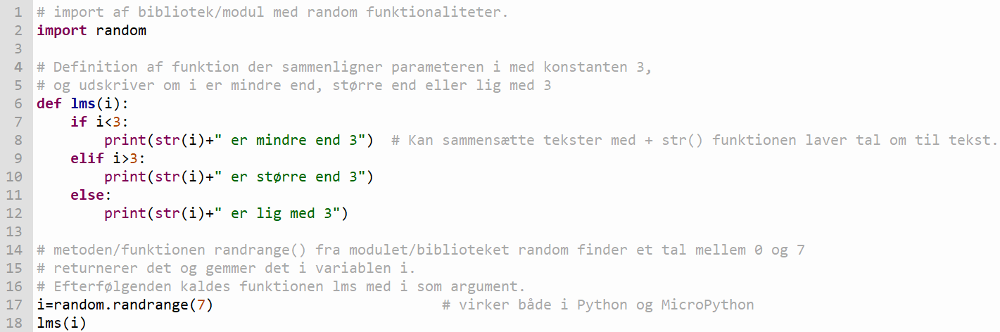 1 # import af bibliotek/modul med random funktionaliteter.
2 import random
3
4 # Definition af funktion der sammenligner parameteren i med konstanten 3,
5 # og udskriver om i er mindre end, større end eller lig med 3
6 def lms(i):
7     if i<3:
8         print(str(i)+" er mindre end 3")  # Kan sammensætte tekster med + str() funktionen laver tal om til tekst.
9     elif i>3:
10         print(str(i)+" er større end 3")
11     else:
12         print(str(i)+" er lig med 3")
13
14 # metoden/funktionen randrange() fra modulet/biblioteket random finder et tal mellem 0 og 7
15 # returnerer det og gemmer det i variablen i.
16 # Efterfølgenden kaldes funktionen lms med i som argument.
17 i=random.randrange(7)                           # virker både i Python og MicroPython
18 lms(i)